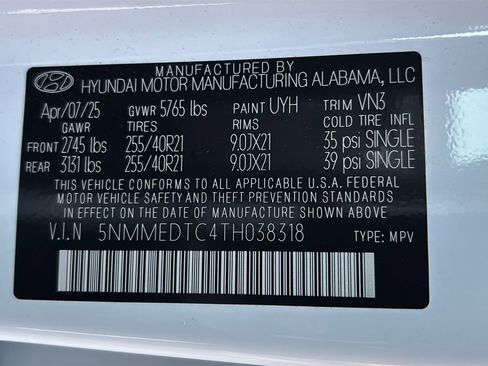 MANUFACTURED BY
HYUNDAI MOTOR MANUFACTURING ALABAMA, LLC
Apr/07/25 GVWR 5765 lbs PAINT UYH TRIM VN3
GAWR TIRES RIMS COLD TIRE INFL
FRONT 2745 lbs 255/40R21 9.0JX21 35 psi SINGLE
REAR 3131 lbs 255/40R21 9.0JX21 39 psi SINGLE
THIS VEHICLE CONFORMS TO ALL APPLICABLE U.S.A. FEDERAL
MOTOR VEHICLE SAFETY AND BUMPER STANDARDS AND
THEFT PREVENTION STANDARD IN EFFECT
ON THE DATE OF MANUFACTURE SHOWN ABOVE
V.I.N 5NMMEDTC4TH038318 TYPE: MPV